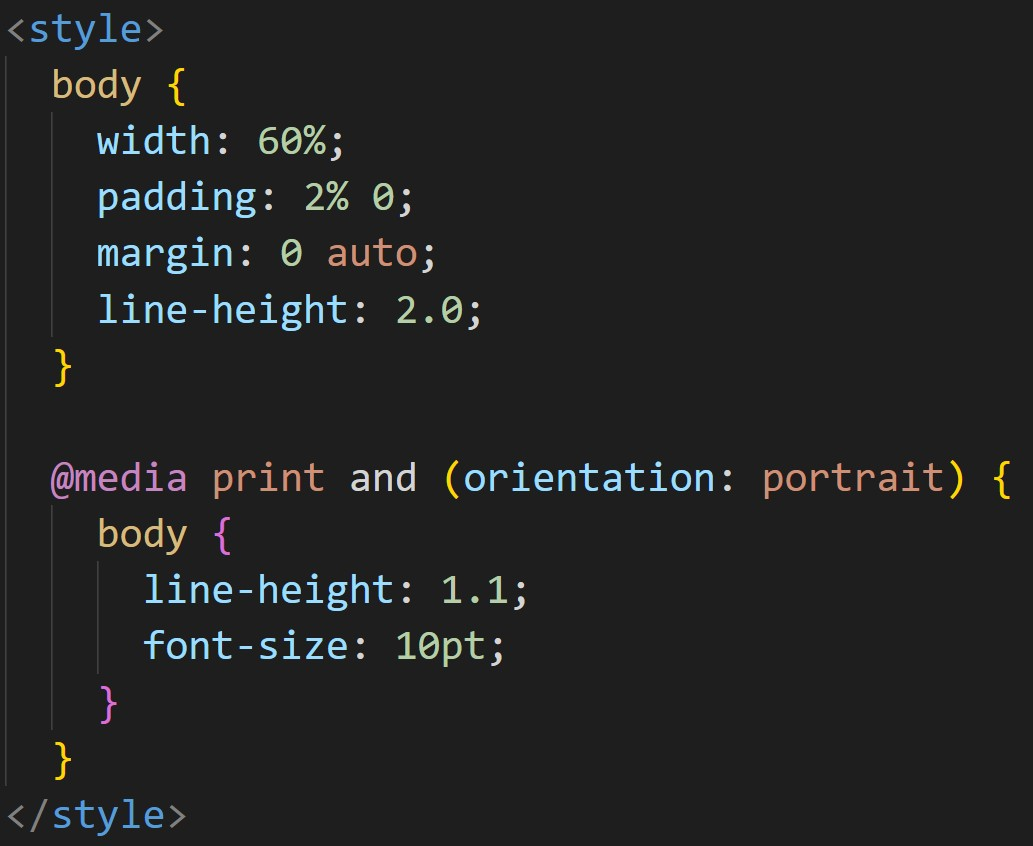 <style>
  body {
    width: 60%;
    padding: 2% 0;
    margin: 0 auto;
    line-height: 2.0;
  }

  @media print and (orientation: portrait) {
    body {
      line-height: 1.1;
      font-size: 10pt;
    }
  }
</style>